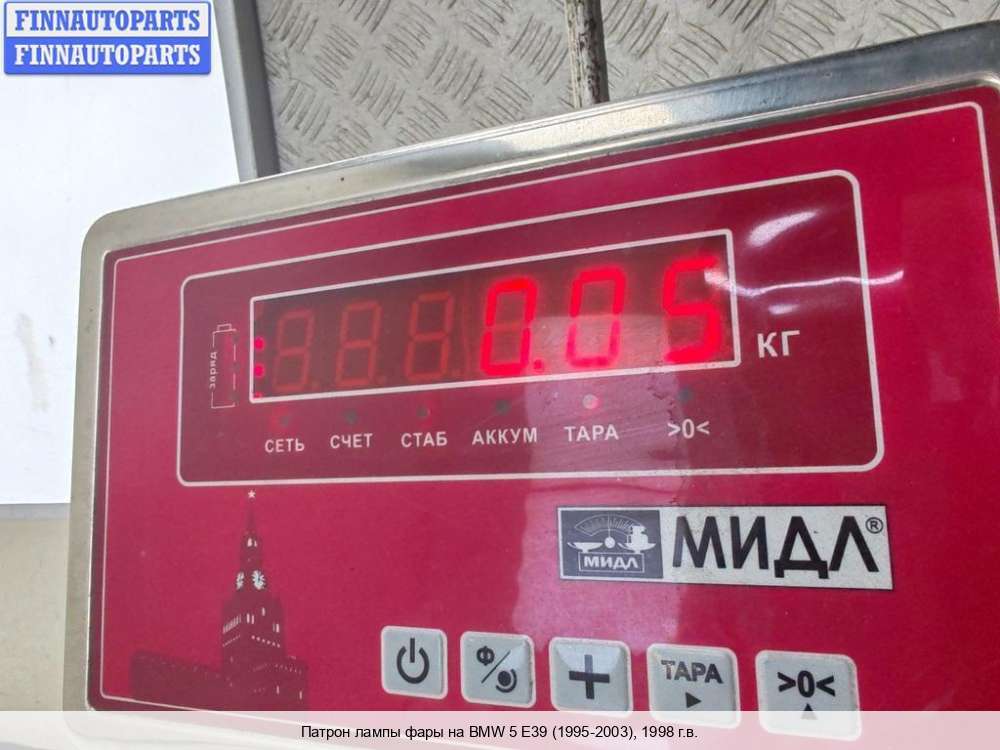 FINNAUTOPARTS
FINNAUTOPARTS
0.05
КГ
заряд
СЕТЬ СЧЕТ СТАБ АККУМ ТАРА >0<
МИДЛ МИДЛ®
Ф ТАРА >0<
Патрон лампы фары на BMW 5 E39 (1995-2003), 1998 г.в.